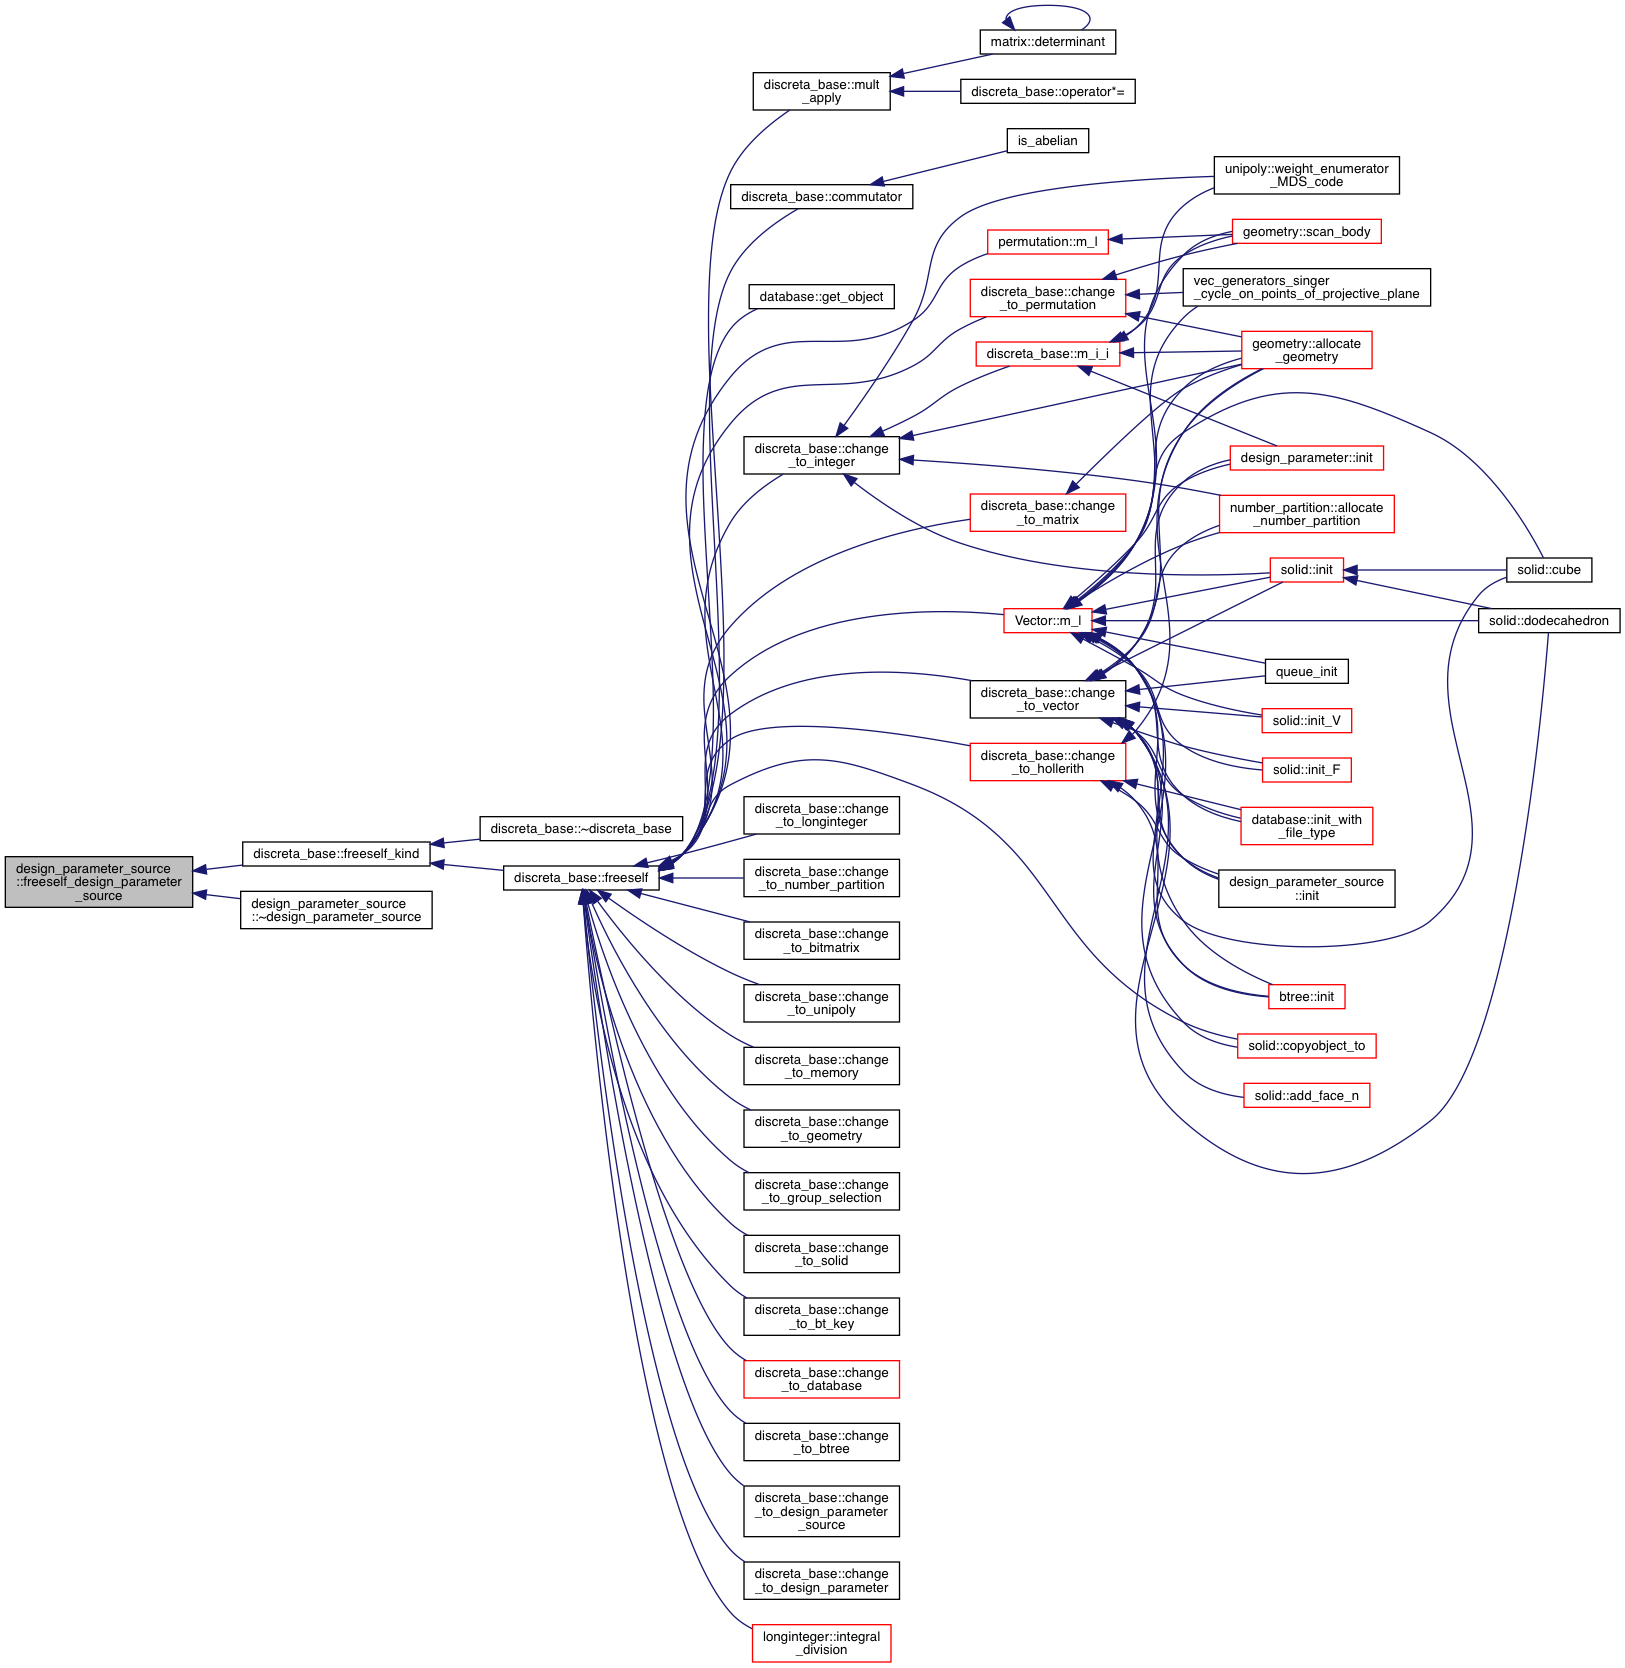 design_parameter_source
::freeself_design_parameter
_source
discreta_base::freeself_kind
design_parameter_source
::~design_parameter_source
discreta_base::~discreta_base
discreta_base::freeself
discreta_base::mult
_apply
discreta_base::commutator
database::get_object
discreta_base::change
_to_integer
discreta_base::change
_to_longinteger
discreta_base::change
_to_number_partition
discreta_base::change
_to_bitmatrix
discreta_base::change
_to_unipoly
discreta_base::change
_to_memory
discreta_base::change
_to_geometry
discreta_base::change
_to_group_selection
discreta_base::change
_to_solid
discreta_base::change
_to_bt_key
discreta_base::change
_to_database
discreta_base::change
_to_btree
discreta_base::change
_to_design_parameter
_source
discreta_base::change
_to_design_parameter
longinteger::integral
_division
matrix::determinant
discreta_base::operator*=
is_abelian
permutation::m_l
discreta_base::change
_to_permutation
discreta_base::m_i_i
discreta_base::change
_to_matrix
Vector::m_l
discreta_base::change
_to_vector
discreta_base::change
_to_hollerith
unipoly::weight_enumerator
_MDS_code
geometry::scan_body
vec_generators_singer
_cycle_on_points_of_projective_plane
geometry::allocate
_geometry
design_parameter::init
number_partition::allocate
_number_partition
solid::init
queue_init
solid::init_V
solid::init_F
database::init_with
_file_type
design_parameter_source
::init
btree::init
solid::copyobject_to
solid::add_face_n
solid::cube
solid::dodecahedron